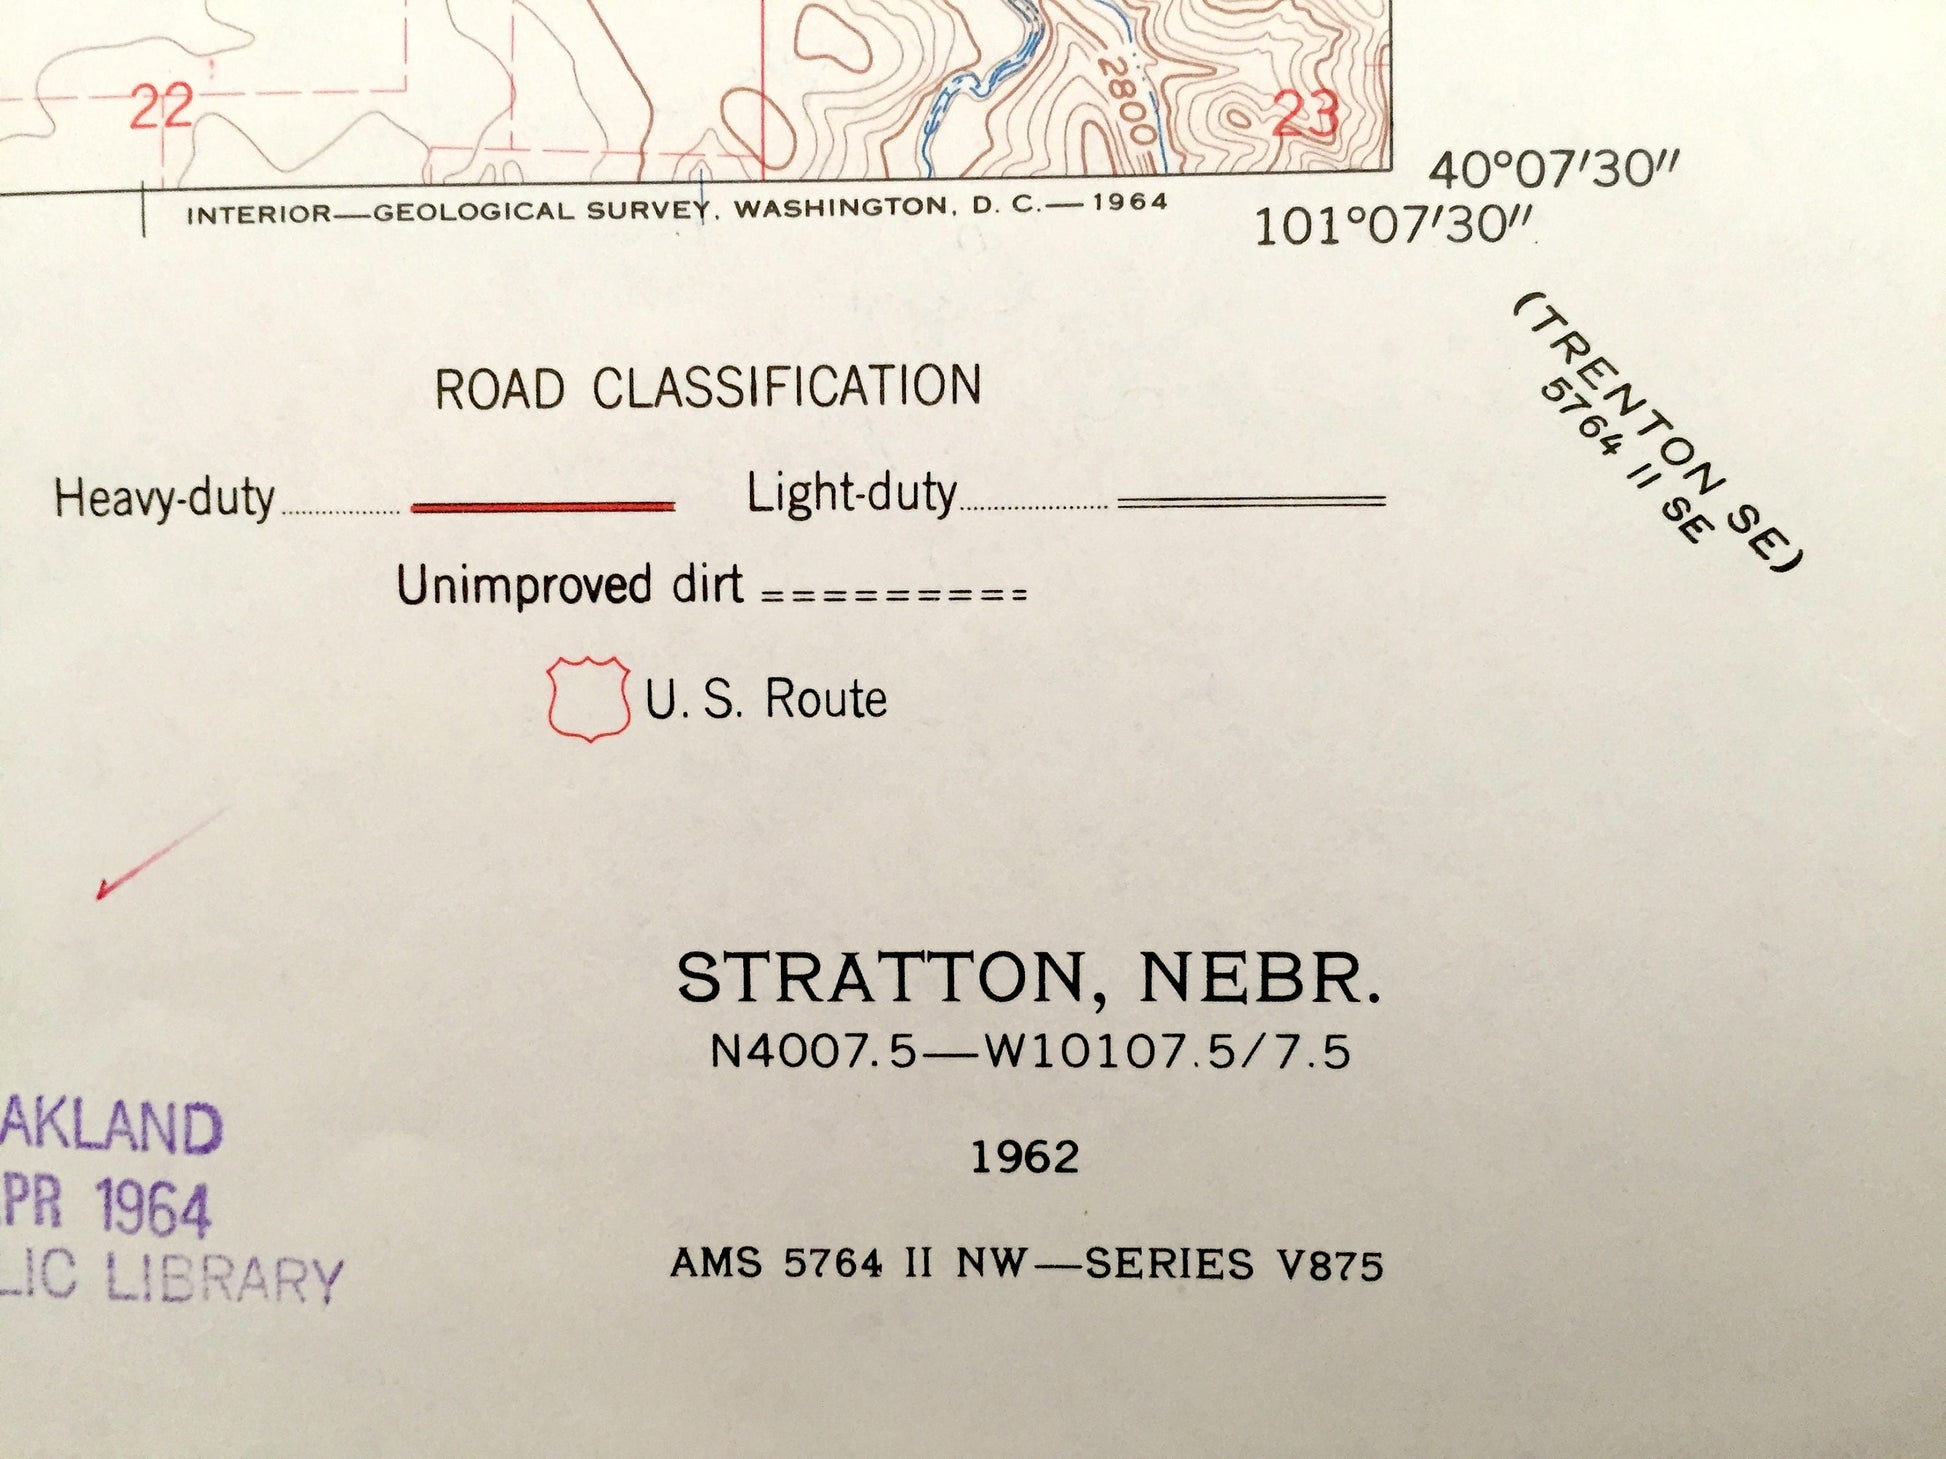 22
2800
23
40°07'30"
INTERIOR—GEOLOGICAL SURVEY, WASHINGTON, D. C.—1964
101°07'30"
(TRENTON SE)
5764 II SE
ROAD CLASSIFICATION
Heavy-duty
Light-duty
Unimproved dirt
U. S. Route
STRATTON, NEBR.
N4007.5—W10107.5/7.5
1962
AMS 5764 II NW—SERIES V875
AKLAND
PR 1964
LIC LIBRARY